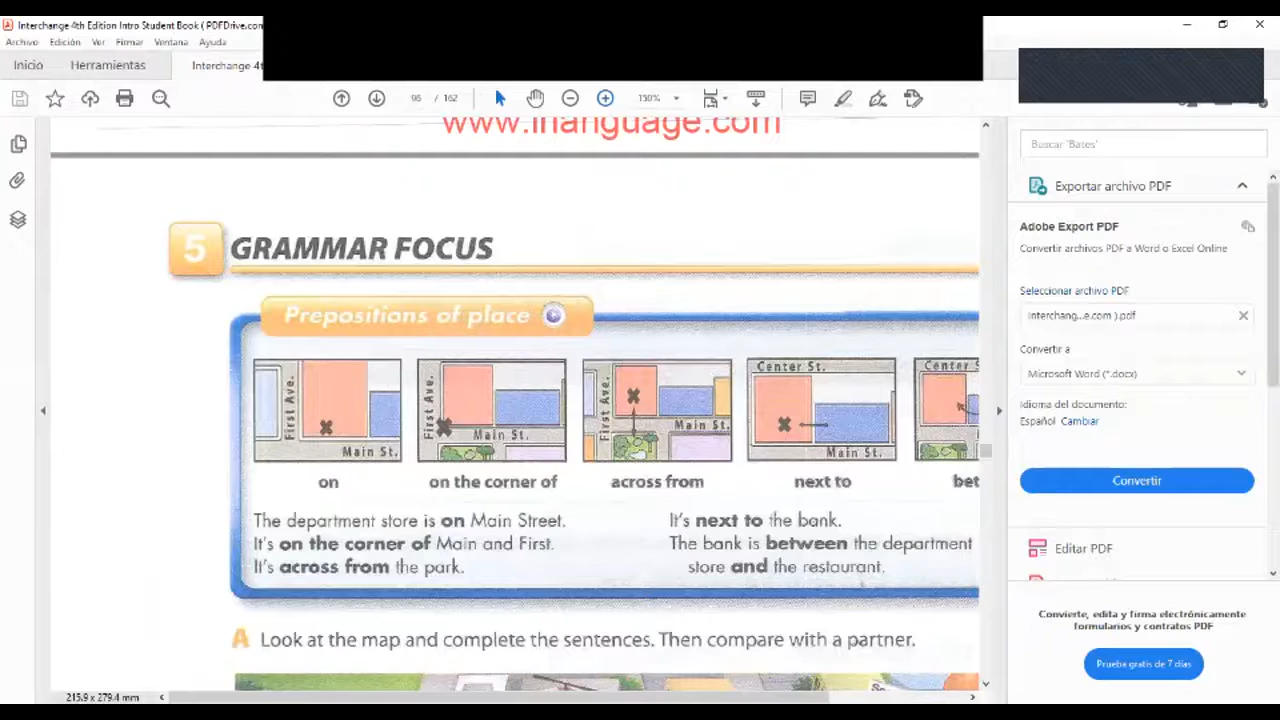 Interchange 4th Edition Intro Student Book ( PDFDrive.com
Archivo Edición Ver Firmar Ventana Ayuda
Inicio Herramientas Interchange 4t
96 / 162 150%
Buscar 'Bates'
Exportar archivo PDF
Adobe Export PDF
Convertir archivos PDF a Word o Excel Online
Seleccionar archivo PDF
Interchang...e.com ).pdf
Convertir a
Microsoft Word (*.docx)
Idioma del documento:
Español Cambiar
Convertir
Editar PDF
Convierte, edita y firma electrónicamente
formularios y contratos PDF
Prueba gratis de 7 días
5 GRAMMAR FOCUS
Prepositions of place
First Ave. Main St.
First Ave. Main St.
First Ave. Main St.
Center St. Main St.
Center S
on on the corner of across from next to bet
The department store is on Main Street.
It's on the corner of Main and First.
It's across from the park.
It's next to the bank.
The bank is between the department
store and the restaurant.
A Look at the map and complete the sentences. Then compare with a partner.
215.9 x 279.4 mm